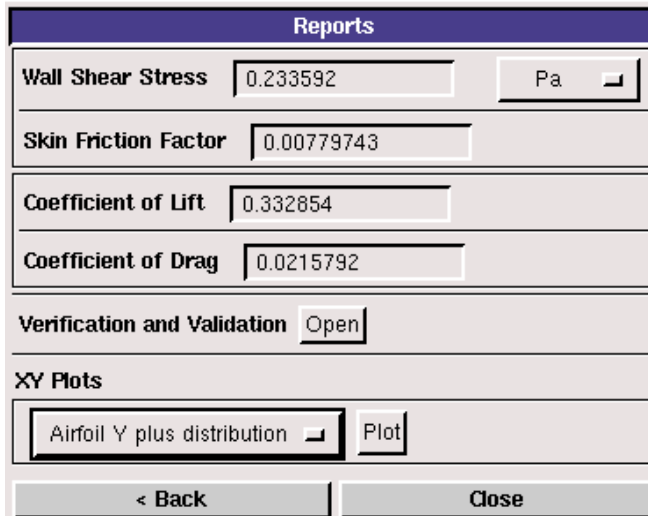 Reports
Wall Shear Stress 0.233592 Pa
Skin Friction Factor 0.00779743
Coefficient of Lift 0.332854
Coefficient of Drag 0.0215792
Verification and Validation Open
XY Plots
Airfoil Y plus distribution Plot
< Back Close